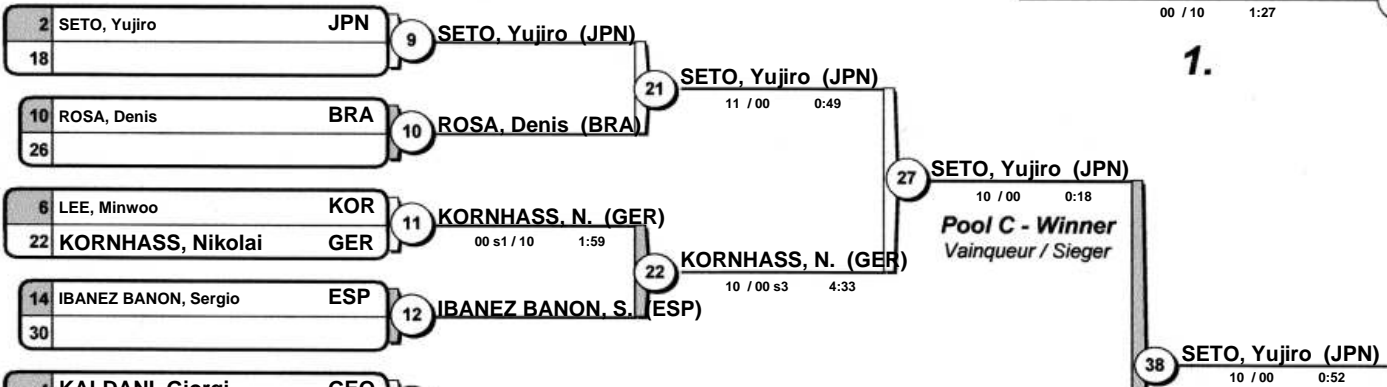 00 / 10 1:27
1.
2 SETO, Yujiro JPN
18
9
SETO, Yujiro (JPN)
21
SETO, Yujiro (JPN)
11 / 00 0:49
10 ROSA, Denis BRA
26
10
ROSA, Denis (BRA)
27
SETO, Yujiro (JPN)
10 / 00 0:18
Pool C - Winner
Vainqueur / Sieger
6 LEE, Minwoo KOR
22 KORNHASS, Nikolai GER
11
KORNHASS, N. (GER)
00 s1 / 10 1:59
22
KORNHASS, N. (GER)
10 / 00 s3 4:33
14 IBANEZ BANON, Sergio ESP
30
12
IBANEZ BANON, S. (ESP)
38
SETO, Yujiro (JPN)
10 / 00 0:52
KALDANI, Giorgi GEO